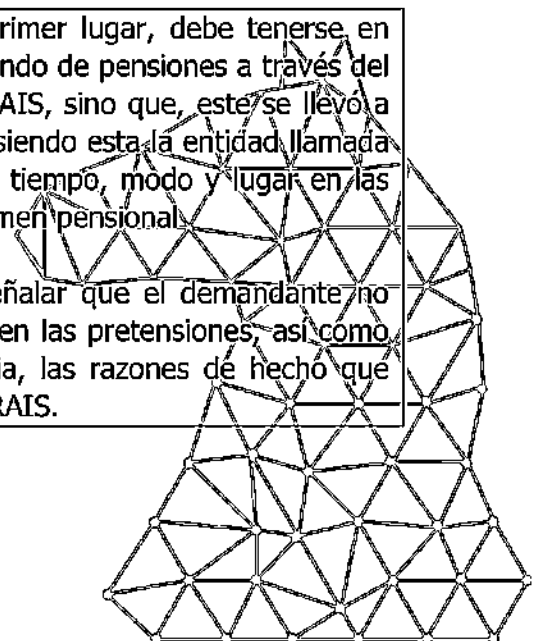 rimer lugar, debe tenerse en
ndo de pensiones a través del
AIS, sino que, este se llevo a
siendo esta la entidad llamada
tiempo, modo y lugar en las
men pensional.
eñalar que el demandante no
en las pretensiones, así como
ia, las razones de hecho que
RAIS.